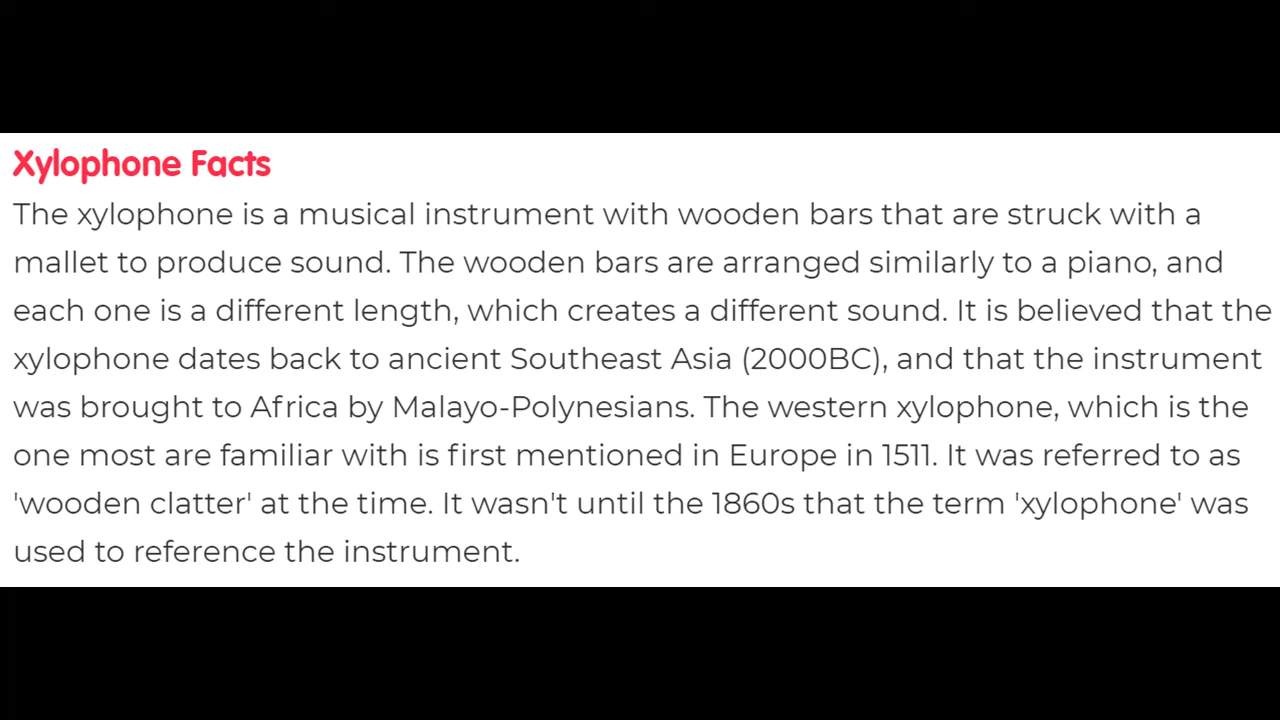 Xylophone Facts
The xylophone is a musical instrument with wooden bars that are struck with a
mallet to produce sound. The wooden bars are arranged similarly to a piano, and
each one is a different length, which creates a different sound. It is believed that the
xylophone dates back to ancient Southeast Asia (2000BC), and that the instrument
was brought to Africa by Malayo-Polynesians. The western xylophone, which is the
one most are familiar with is first mentioned in Europe in 1511. It was referred to as
'wooden clatter' at the time. It wasn't until the 1860s that the term 'xylophone' was
used to reference the instrument.